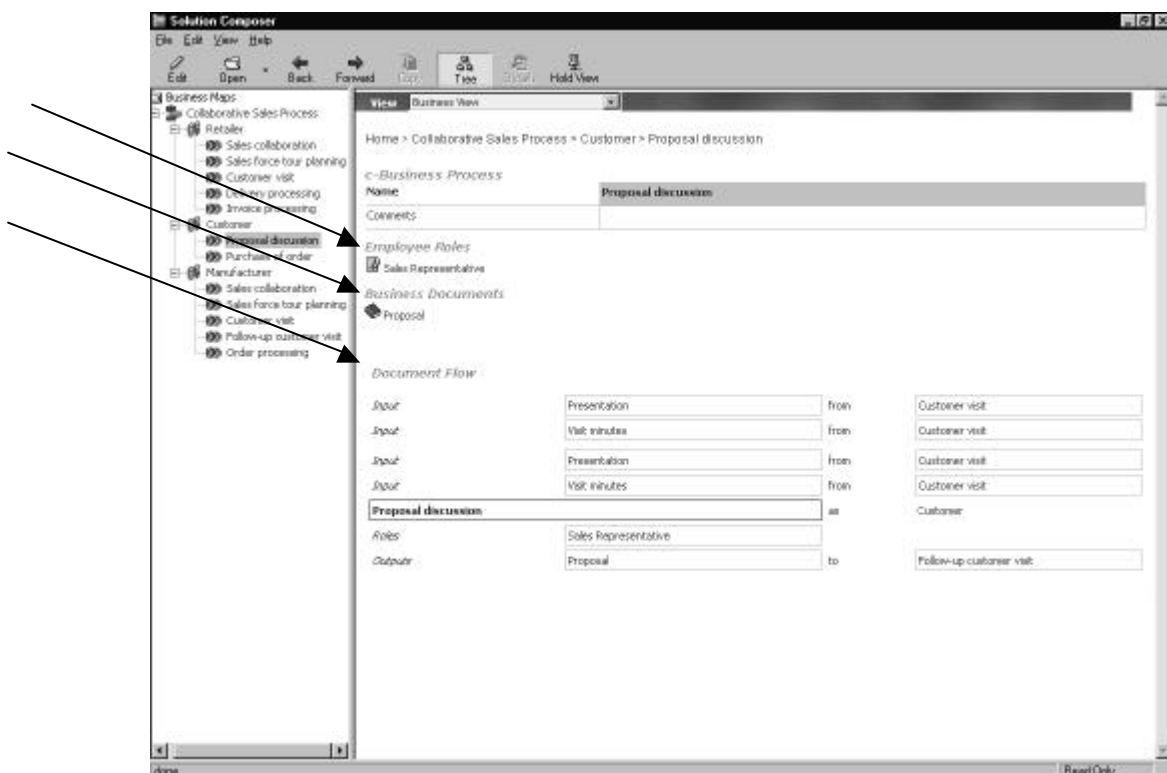 Solution Composer
File Edit View Help
Edit Open Back Forward Copy Tree Details Hold View
Business Maps
Collaborative Sales Process
Retailer
Sales collaboration
Sales force tour planning
Customer visit
Delivery processing
Invoice processing
Customer
Proposal discussion
Purchase of order
Manufacturer
Sales collaboration
Sales force tour planning
Customer visit
Follow-up customer visit
Order processing
View Business View
Home > Collaborative Sales Process > Customer > Proposal discussion
c-Business Process
Name Proposal discussion
Comments
Employee Roles
Sales Representative
Business Documents
Proposal
Document Flow
Input Presentation from Customer visit
Input Visit minutes from Customer visit
Input Presentation from Customer visit
Input Visit minutes from Customer visit
Proposal discussion as Customer
Roles Sales Representative
Outputs Proposal to Follow-up customer visit
done Read Only